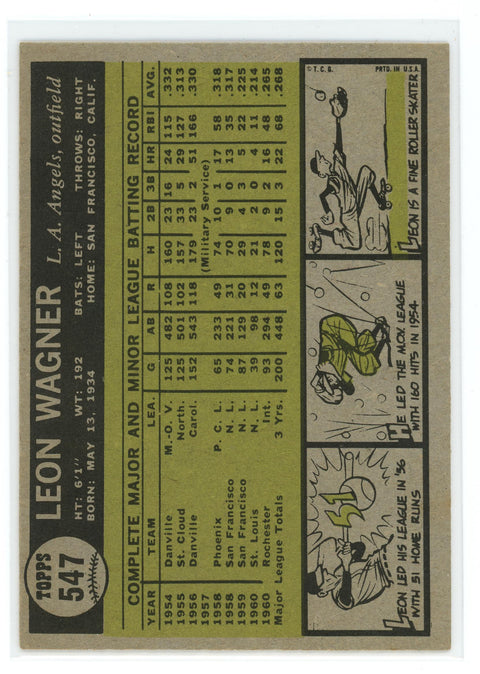 TOPPS
547
LEON WAGNER L. A. Angels, outfield
HT: 6'1" WT: 192 BATS: LEFT THROWS: RIGHT
BORN: MAY 13, 1934 HOME: SAN FRANCISCO, CALIF.
COMPLETE MAJOR AND MINOR LEAGUE BATTING RECORD
YEAR TEAM LEA. G AB R H 2B 3B HR RBI AVG.
1954 Danville M.-O. V. 125 482 108 160 23 16 24 115 .332
1955 St. Cloud North. 125 501 102 157 33 5 29 127 .313
1956 Danville Carol. 152 543 118 179 23 2 51 166 .330
1957 (Military Service)
1958 Phoenix P. C. L. 65 233 49 74 10 1 17 58 .318
1958 San Francisco N. L. 74 221 31 70 9 0 13 35 .317
1959 San Francisco N. L. 87 129 20 29 4 3 5 22 .225
1960 St. Louis N. L. 39 98 12 21 2 0 4 11 .214
1960 Rochester Int. 93 294 44 78 8 1 16 48 .265
Major League Totals 3 Yrs. 200 448 63 120 15 3 22 68 .268
51
LEON LED HIS LEAGUE IN '56
WITH 51 HOME RUNS
HE LED THE M.O.V. LEAGUE
WITH 160 HITS IN 1954
© T. C. G. PRTD. IN U.S.A.
LEON IS A FINE ROLLER SKATER